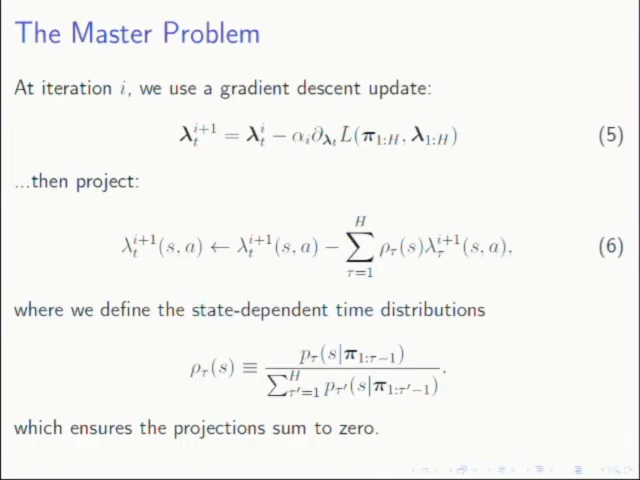 The Master Problem
At iteration i, we use a gradient descent update:
λ_t^{i+1} = λ_t^i − α_i ∂_{λ_t} L(π_{1:H}, λ_{1:H}) (5)
...then project:
λ_t^{i+1}(s, a) ← λ_t^{i+1}(s, a) − ∑_{τ=1}^{H} ρ_τ(s)λ_τ^{i+1}(s, a), (6)
where we define the state-dependent time distributions
ρ_τ(s) ≡ p_τ(s|π_{1:τ−1}) / ∑_{τ'=1}^{H} p_{τ'}(s|π_{1:τ'−1}) .
which ensures the projections sum to zero.